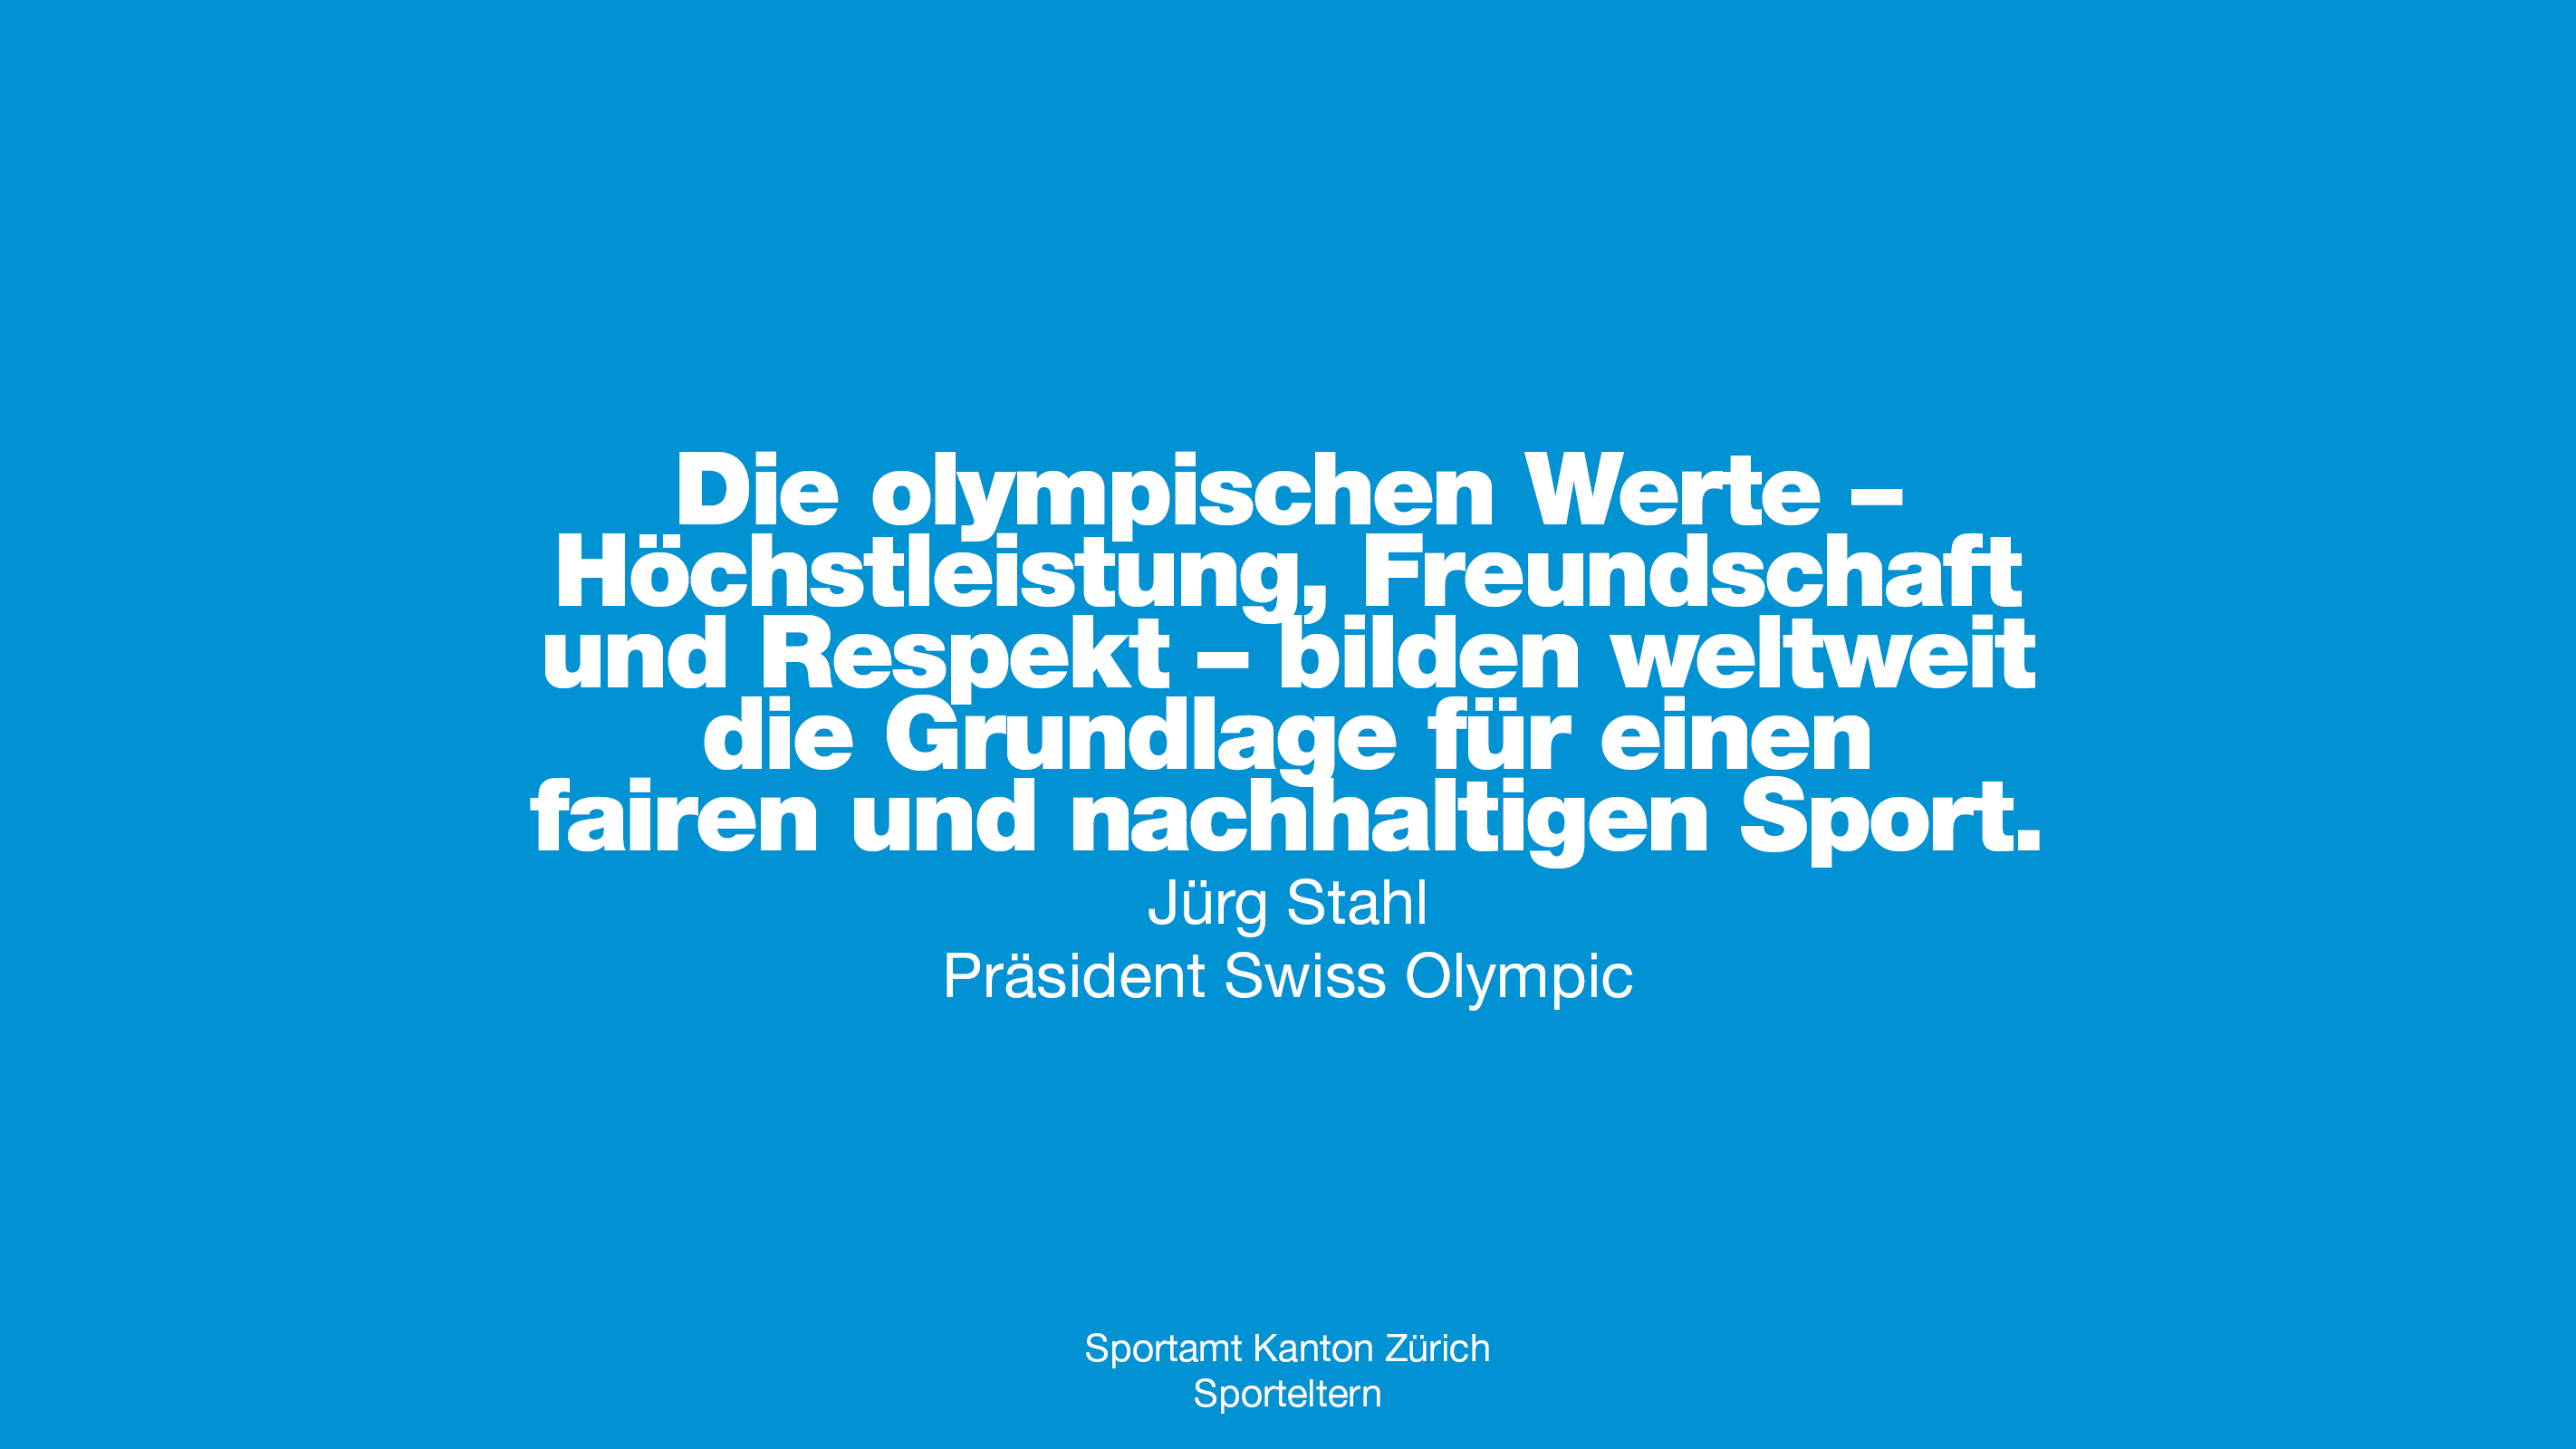 Die olympischen Werte –
Höchstleistung, Freundschaft
und Respekt – bilden weltweit
die Grundlage für einen
fairen und nachhaltigen Sport.
Jürg Stahl
Präsident Swiss Olympic
Sportamt Kanton Zürich
Sporteltern